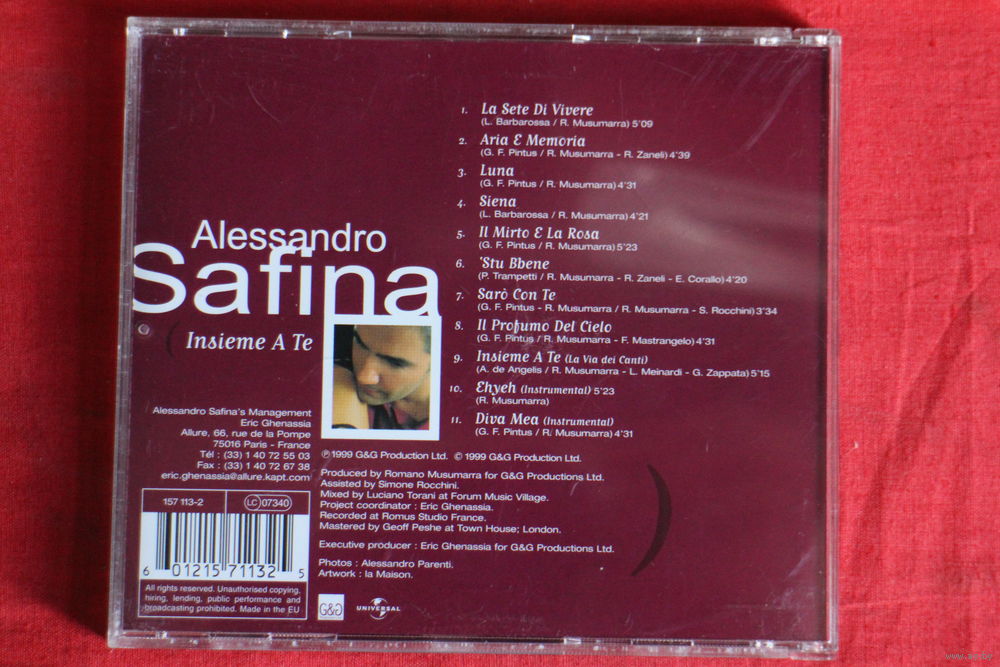 1. La Sete Di Vivere
(L. Barbarossa / R. Musumarra) 5'09
2. Aria E Memoria
(G. F. Pintus / R. Musumarra - R. Zaneli) 4'39
3. Luna
(G. F. Pintus / R. Musumarra) 4'31
4. Siena
(L. Barbarossa / R. Musumarra) 4'21
5. Il Mirto E La Rosa
(G. F. Pintus / R. Musumarra) 5'23
6. 'Stu Bbene
(P. Trampetti / R. Musumarra - R. Zaneli - E. Corallo) 4'20
7. Sarò Con Te
(G. F. Pintus - R. Musumarra / R. Musumarra - S. Rocchini) 3'34
8. Il Profumo Del Cielo
(G. F. Pintus / R. Musumarra - F. Mastrangelo) 4'31
9. Insieme A Te (La Via dei Canti)
(A. de Angelis / R. Musumarra - L. Meinardi - G. Zappata) 5'15
10. Ehyeh (Instrumental) 5'23
(R. Musumarra)
11. Diva Mea (Instrumental)
(G. F. Pintus / R. Musumarra) 4'31
Alessandro
Safina
Insieme A Te
Alessandro Safina's Management
Eric Ghenassia
Allure, 66, rue de la Pompe
75016 Paris - France
Tél : (33) 1 40 72 55 03
Fax : (33) 1 40 72 67 38
eric.ghenassia@allure.kapt.com
℗ 1999 G&G Production Ltd. © 1999 G&G Production Ltd.
Produced by Romano Musumarra for G&G Productions Ltd.
Assisted by Simone Rocchini.
Mixed by Luciano Torani at Forum Music Village.
Project coordinator : Eric Ghenassia.
Recorded at Romus Studio France.
Mastered by Geoff Peshe at Town House; London.
Executive producer : Eric Ghenassia for G&G Productions Ltd.
Photos : Alessandro Parenti.
Artwork : la Maison.
157 113-2
LC 07340
6 01215 71132 5
All rights reserved. Unauthorised copying,
hiring, lending, public performance and
broadcasting prohibited. Made in the EU
G&G
UNIVERSAL